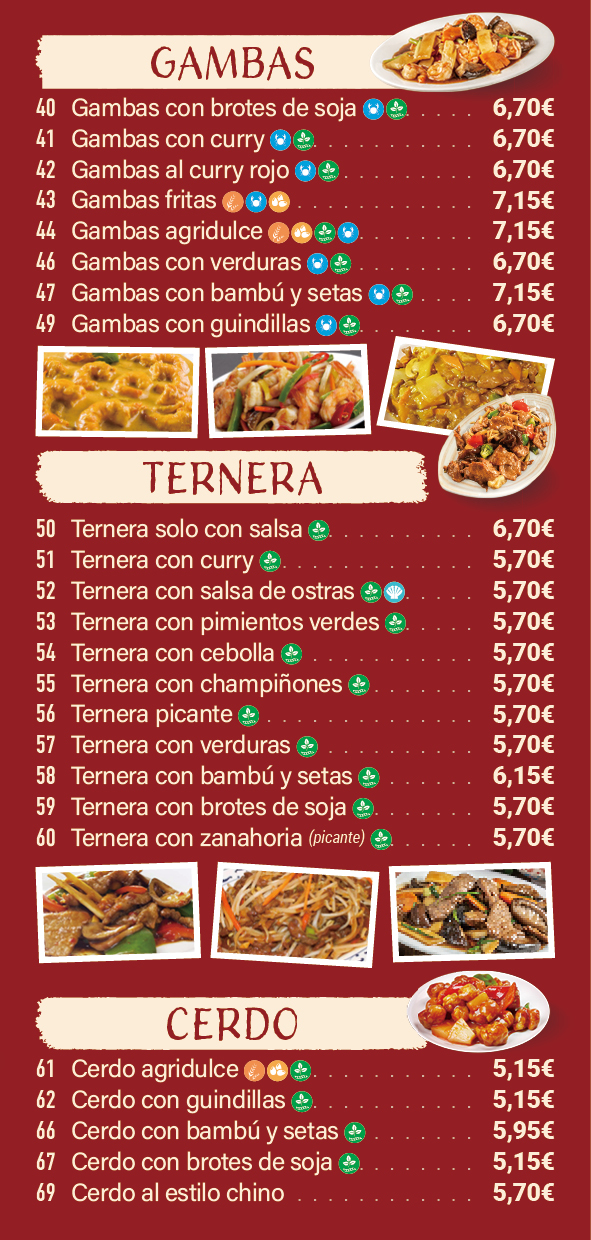 GAMBAS
40 Gambas con brotes de soja . . . . . 6,70€
41 Gambas con curry . . . . . . . . . . . 6,70€
42 Gambas al curry rojo . . . . . . . . . 6,70€
43 Gambas fritas . . . . . . . . . . . . 7,15€
44 Gambas agridulce . . . . . . . . 7,15€
46 Gambas con verduras . . . . . . . . 6,70€
47 Gambas con bambú y setas . . . . 7,15€
49 Gambas con guindillas . . . . . . . . 6,70€
TERNERA
50 Ternera solo con salsa . . . . . . . . . . 6,70€
51 Ternera con curry . . . . . . . . . . . . . 5,70€
52 Ternera con salsa de ostras . . . . . 5,70€
53 Ternera con pimientos verdes . . . . . 5,70€
54 Ternera con cebolla . . . . . . . . . . . 5,70€
55 Ternera con champiñones . . . . . . . 5,70€
56 Ternera picante . . . . . . . . . . . . . . 5,70€
57 Ternera con verduras . . . . . . . . . . 5,70€
58 Ternera con bambú y setas . . . . . . 6,15€
59 Ternera con brotes de soja . . . . . . . 5,70€
60 Ternera con zanahoria (picante) . . . . . . 5,70€
CERDO
61 Cerdo agridulce . . . . . . . . . . . 5,15€
62 Cerdo con guindillas . . . . . . . . . . . 5,15€
66 Cerdo con bambú y setas . . . . . . . 5,95€
67 Cerdo con brotes de soja . . . . . . . . 5,15€
69 Cerdo al estilo chino . . . . . . . . . . . . 5,70€